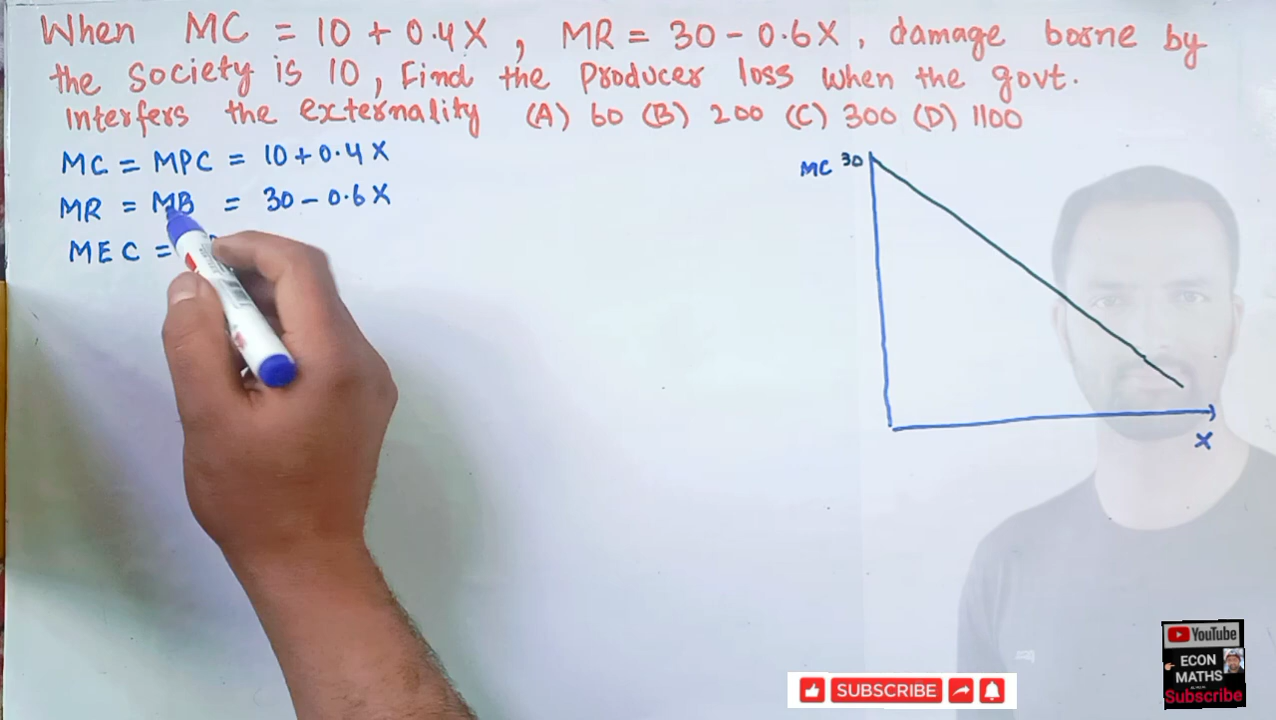 When MC = 10 + 0.4X , MR = 30 - 0.6X , damage borne by
the Society is 10 , Find the Producer loss when the govt.
Interfers the externality (A) 60 (B) 200 (C) 300 (D) 1100
MC = MPC = 10 + 0.4X
MR = MB = 30 - 0.6X
MEC =
MC 30
X
SUBSCRIBE
YouTube
ECON
MATHS
Subscribe